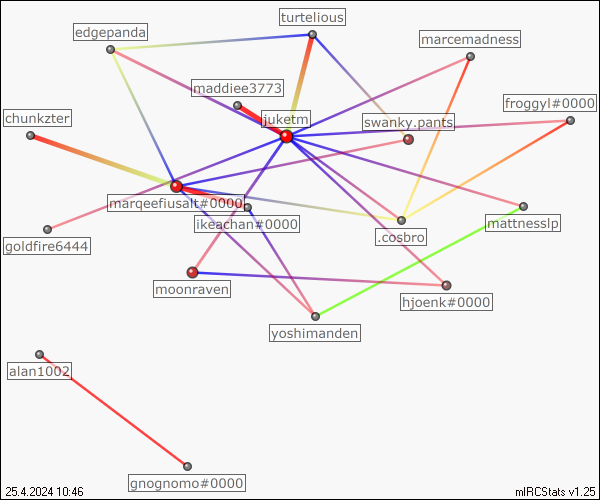 turtelious
edgepanda
marcemadness
maddiee3773
froggyl#0000
chunkzter
juketm
swanky.pants
marqeefiusalt#0000
ikeachan#0000
mattnesslp
.cosbro
goldfire6444
moonraven
hjoenk#0000
yoshimanden
alan1002
gnognomo#0000
25.4.2024 10:46
mIRCStats v1.25